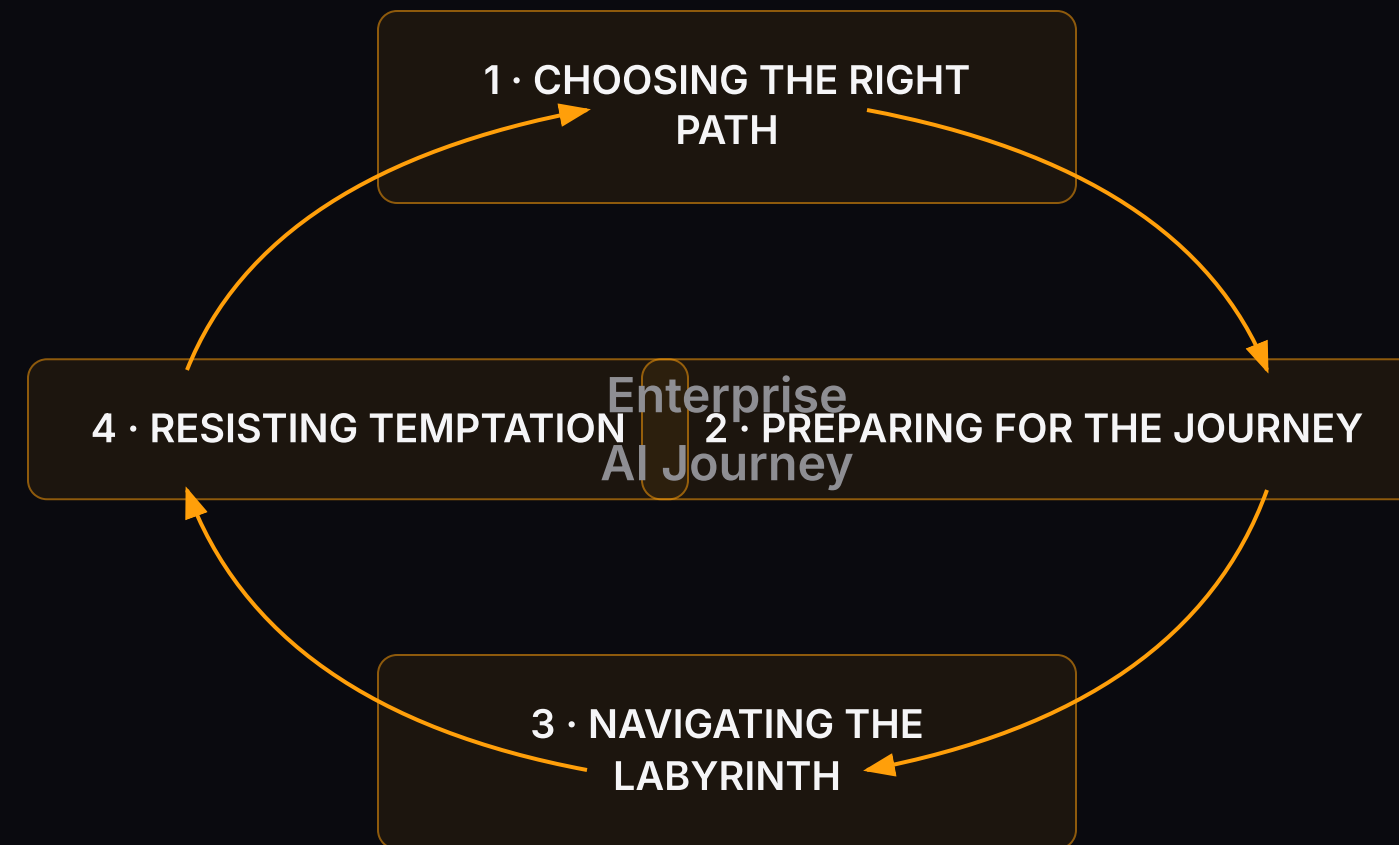 1 · CHOOSING THE RIGHT
PATH
Enterprise
4 · RESISTING TEMPTATION
2 · PREPARING FOR THE JOURNEY
AI Journey
3 · NAVIGATING THE
LABYRINTH